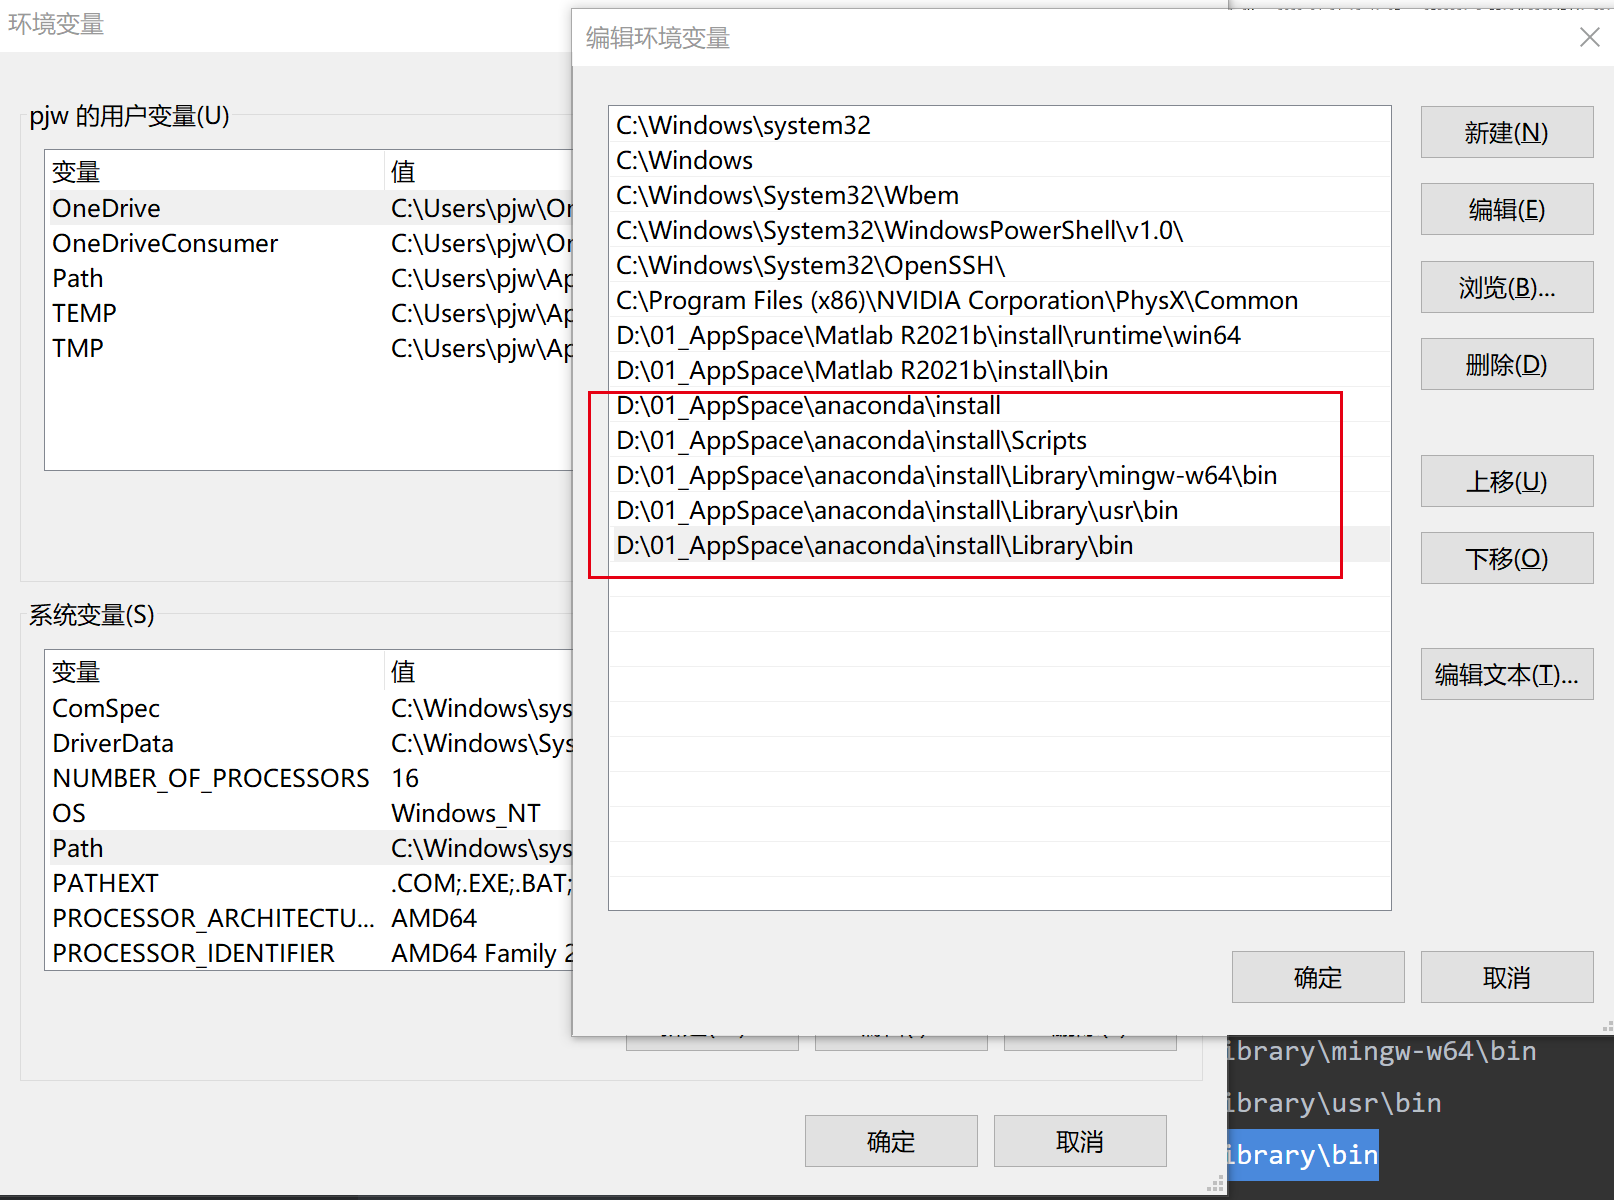 环境变量
pjw 的用户变量(U)
变量 值
OneDrive C:\Users\pjw\Or
OneDriveConsumer C:\Users\pjw\Or
Path C:\Users\pjw\Ap
TEMP C:\Users\pjw\Ap
TMP C:\Users\pjw\Ap
系统变量(S)
变量 值
ComSpec C:\Windows\sys
DriverData C:\Windows\Sys
NUMBER_OF_PROCESSORS 16
OS Windows_NT
Path C:\Windows\sys
PATHEXT .COM;.EXE;.BAT;
PROCESSOR_ARCHITECTU... AMD64
PROCESSOR_IDENTIFIER AMD64 Family 2
确定
取消
编辑环境变量
C:\Windows\system32
C:\Windows
C:\Windows\System32\Wbem
C:\Windows\System32\WindowsPowerShell\v1.0\
C:\Windows\System32\OpenSSH\
C:\Program Files (x86)\NVIDIA Corporation\PhysX\Common
D:\01_AppSpace\Matlab R2021b\install\runtime\win64
D:\01_AppSpace\Matlab R2021b\install\bin
D:\01_AppSpace\anaconda\install
D:\01_AppSpace\anaconda\install\Scripts
D:\01_AppSpace\anaconda\install\Library\mingw-w64\bin
D:\01_AppSpace\anaconda\install\Library\usr\bin
D:\01_AppSpace\anaconda\install\Library\bin
新建(N)
编辑(E)
浏览(B)...
删除(D)
上移(U)
下移(O)
编辑文本(T)...
确定
取消
ibrary\mingw-w64\bin
ibrary\usr\bin
ibrary\bin